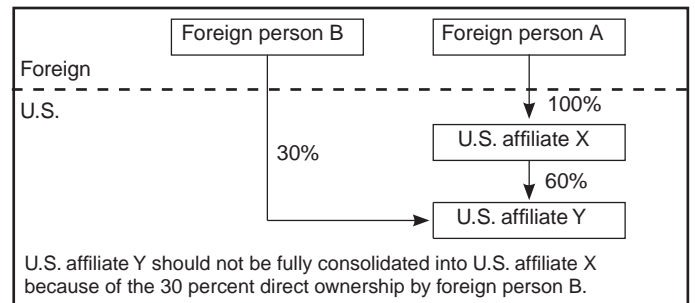 Foreign person B
Foreign person A
Foreign
U.S.
100%
U.S. affiliate X
30%
60%
U.S. affiliate Y
U.S. affiliate Y should not be fully consolidated into U.S. affiliate X
because of the 30 percent direct ownership by foreign person B.